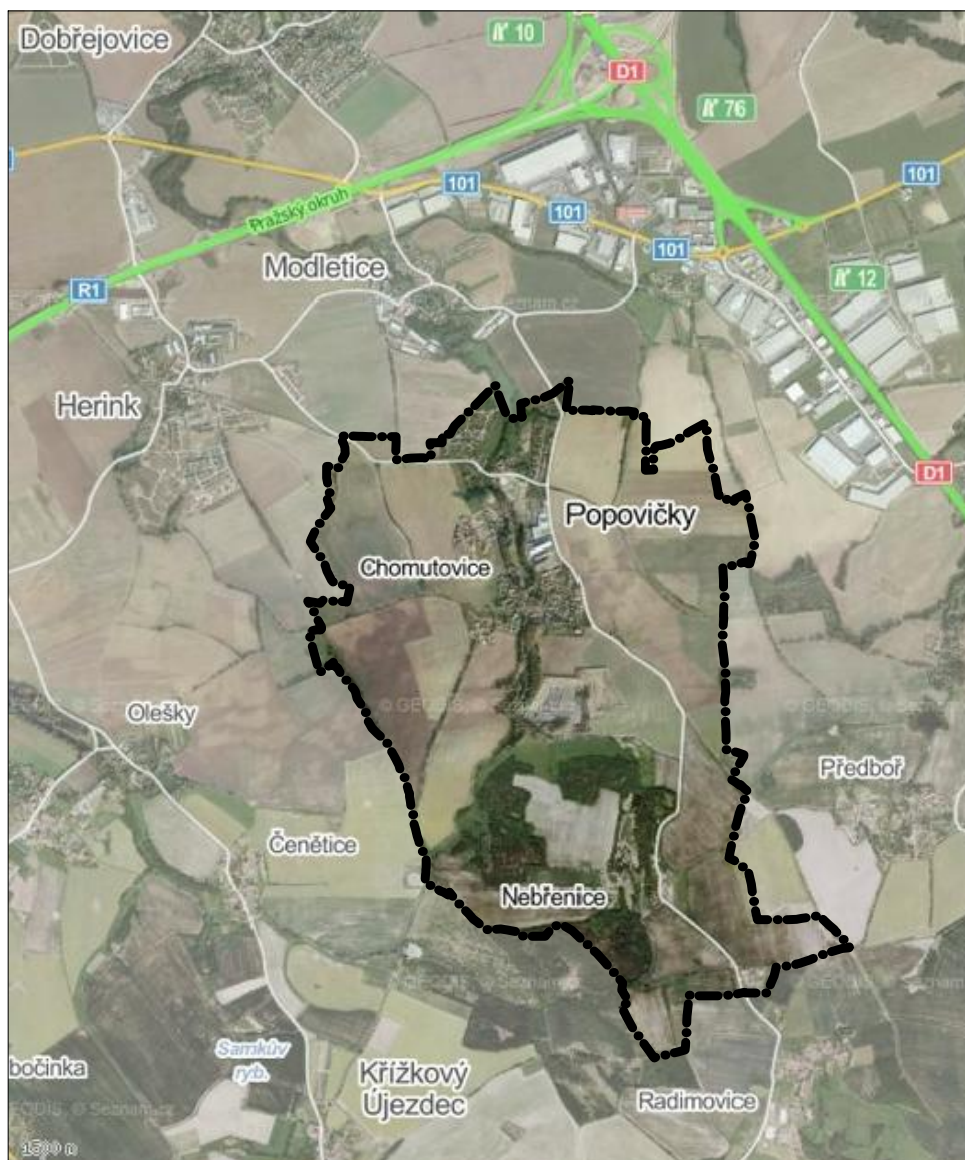 Dobřejovice
10
D1
76
101
101
101
101
Pražský okruh
Modletice
R1
12
Herink
D1
Popovičky
Chomutovice
Olešky
Předboř
Čenětice
Nebřenice
Samkův
ryb.
Křížkový
Újezdec
bočinka
Radimovice